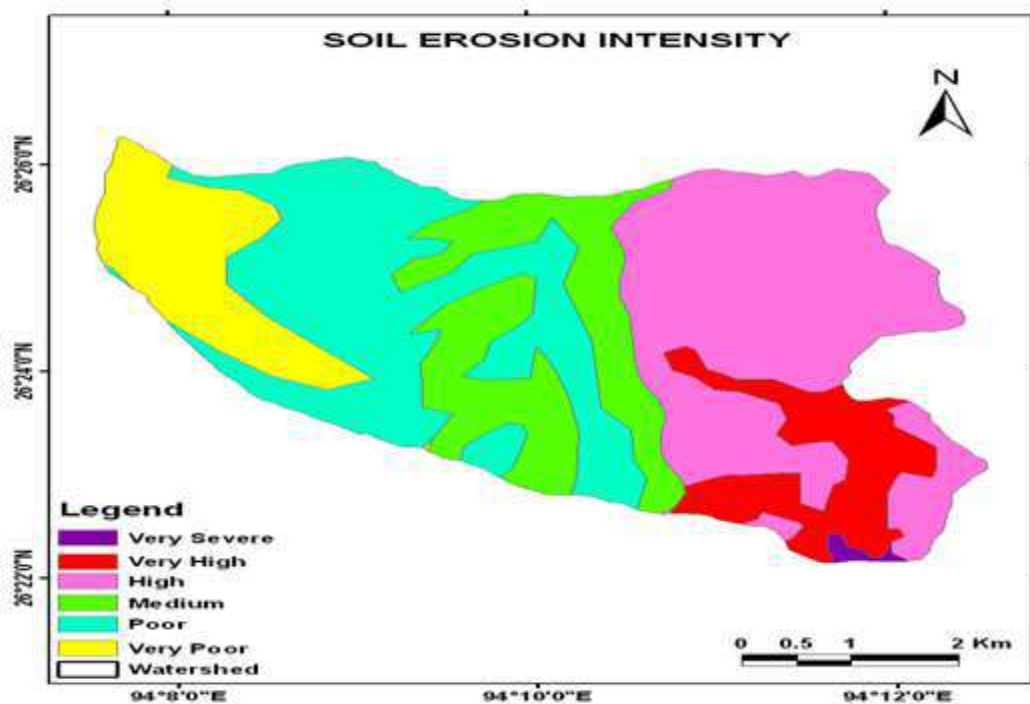 SOIL EROSION INTENSITY
N
26°26'0"N
26°24'0"N
26°22'0"N
Legend
Very Severe
Very High
High
Medium
Poor
Very Poor
Watershed
0 0.5 1 2 Km
94°8'0"E 94°10'0"E 94°12'0"E